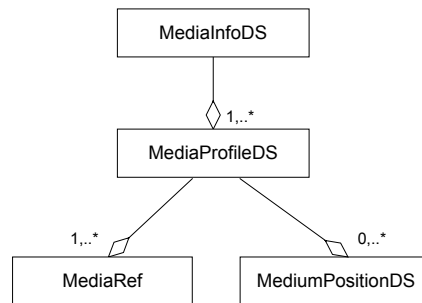 MediaInfoDS
1,..*
MediaProfileDS
1,..*
0,..*
MediaRef
MediumPositionDS